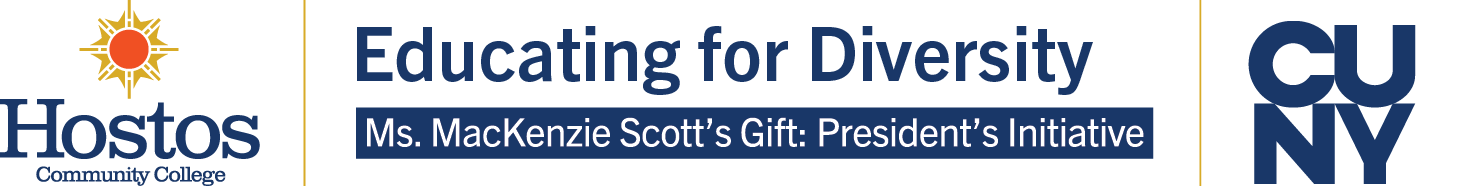 Hostos
Community College
Educating for Diversity
Ms. MacKenzie Scott's Gift: President's Initiative
CU
NY